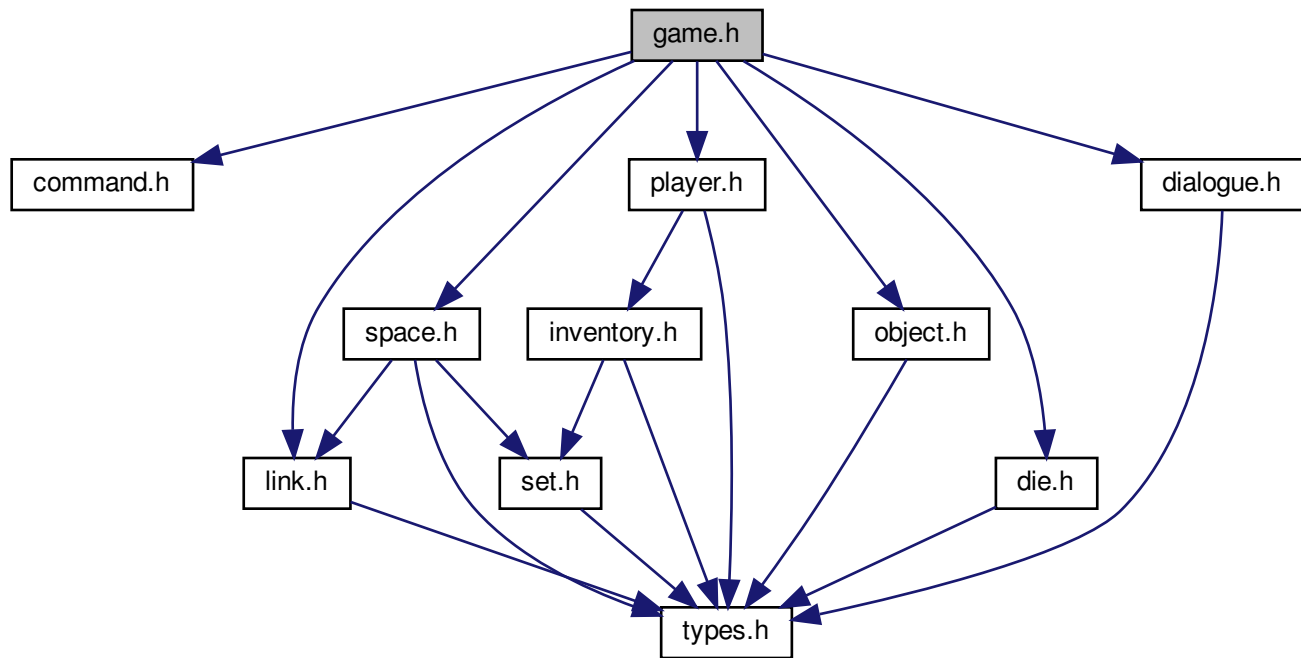 game.h
command.h
player.h
dialogue.h
space.h
inventory.h
object.h
link.h
set.h
die.h
types.h